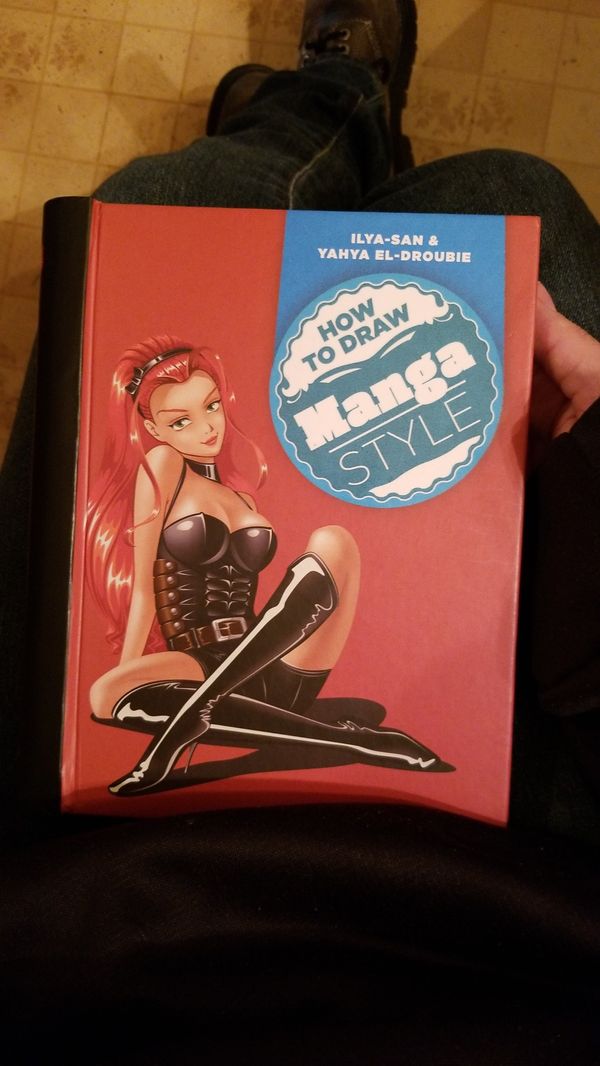 ILYA-SAN &
YAHYA EL-DROUBIE
HOW
TO DRAW
Manga
STYLE